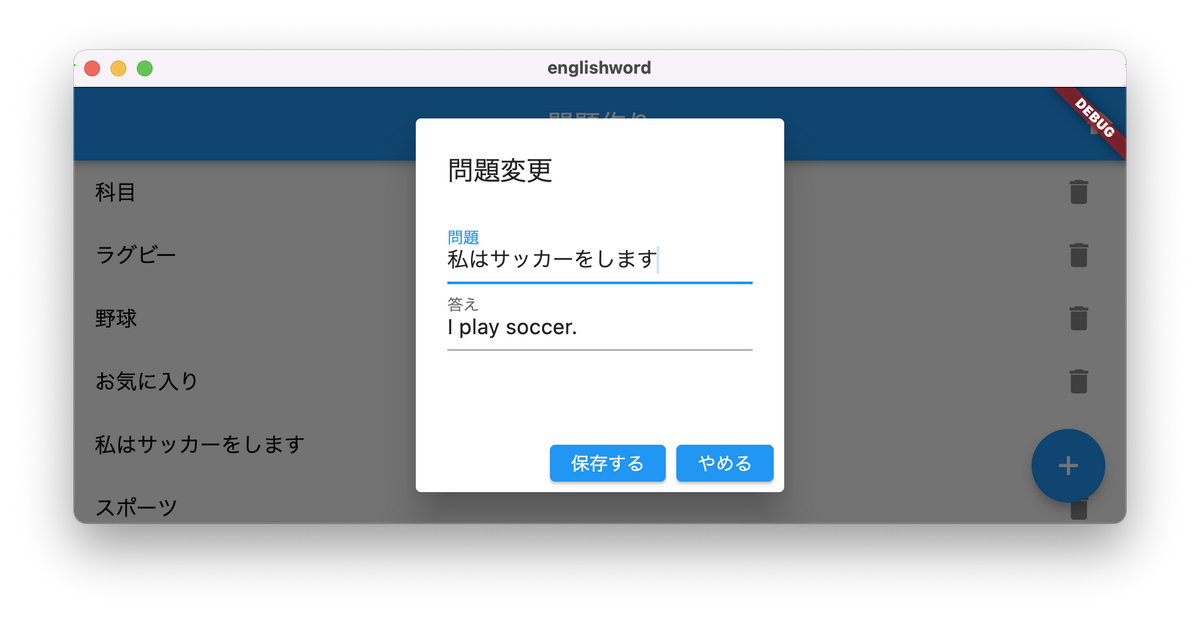 englishword
DEBUG
問題変更
問題
私はサッカーをします
答え
I play soccer.
保存する
やめる
科目
ラグビー
野球
お気に入り
私はサッカーをします
スポーツ